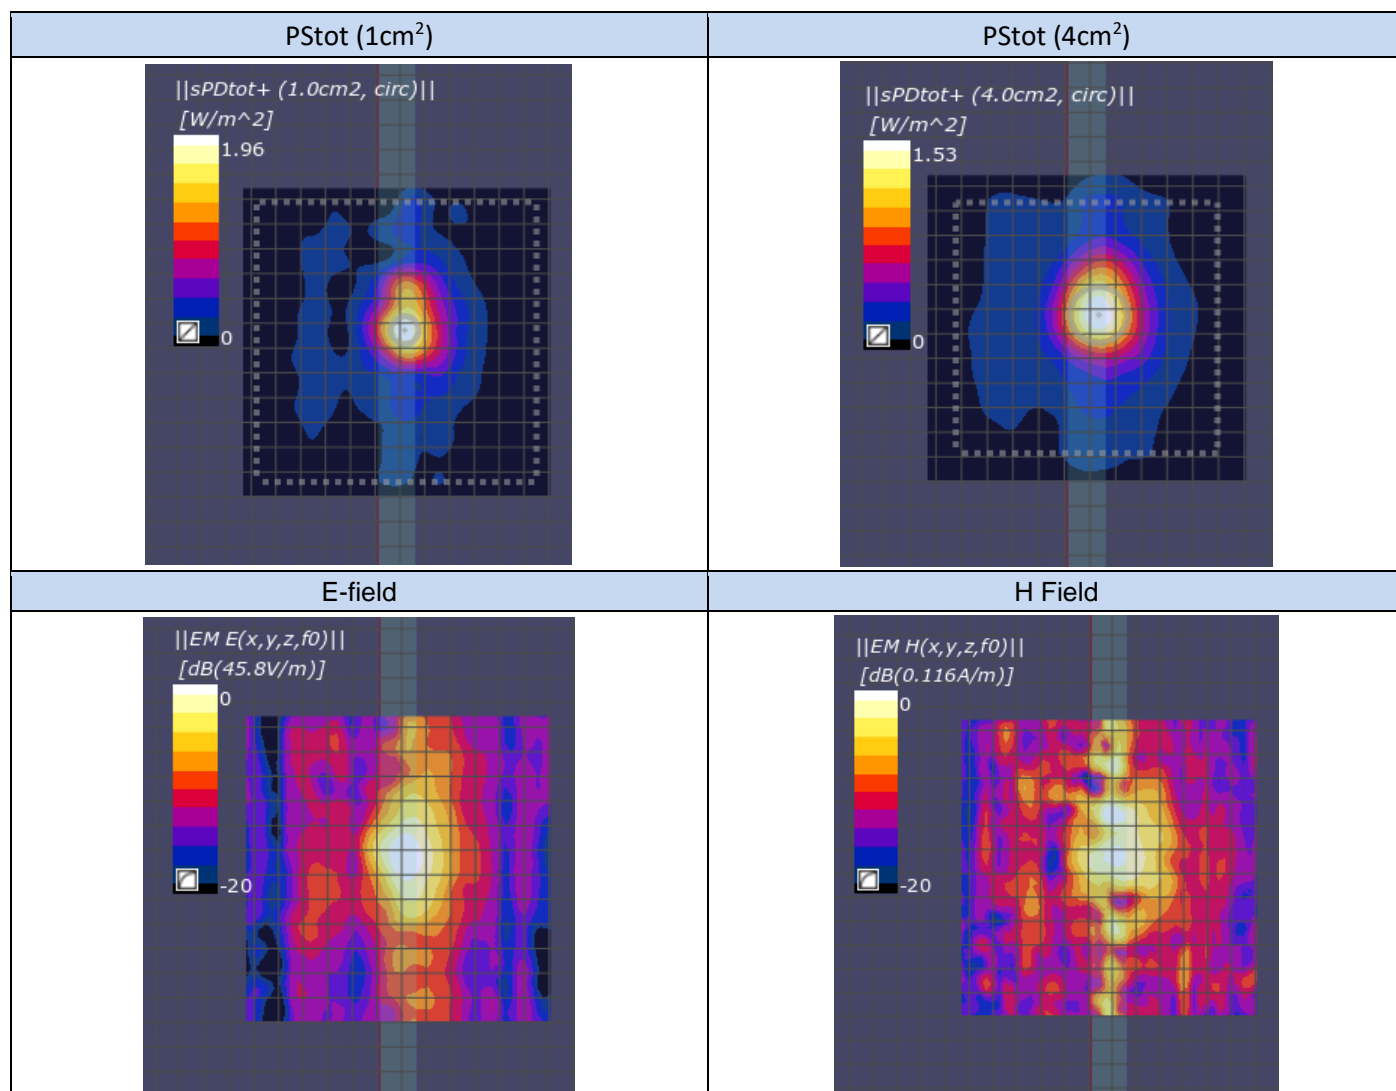 PStot (1cm²)
PStot (4cm²)
||sPDtot+ (1.0cm2, circ)||
[W/m^2]
1.96
0
||sPDtot+ (4.0cm2, circ)||
[W/m^2]
1.53
0
E-field
H Field
||EM E(x,y,z,f0)||
[dB(45.8V/m)]
0
-20
||EM H(x,y,z,f0)||
[dB(0.116A/m)]
0
-20